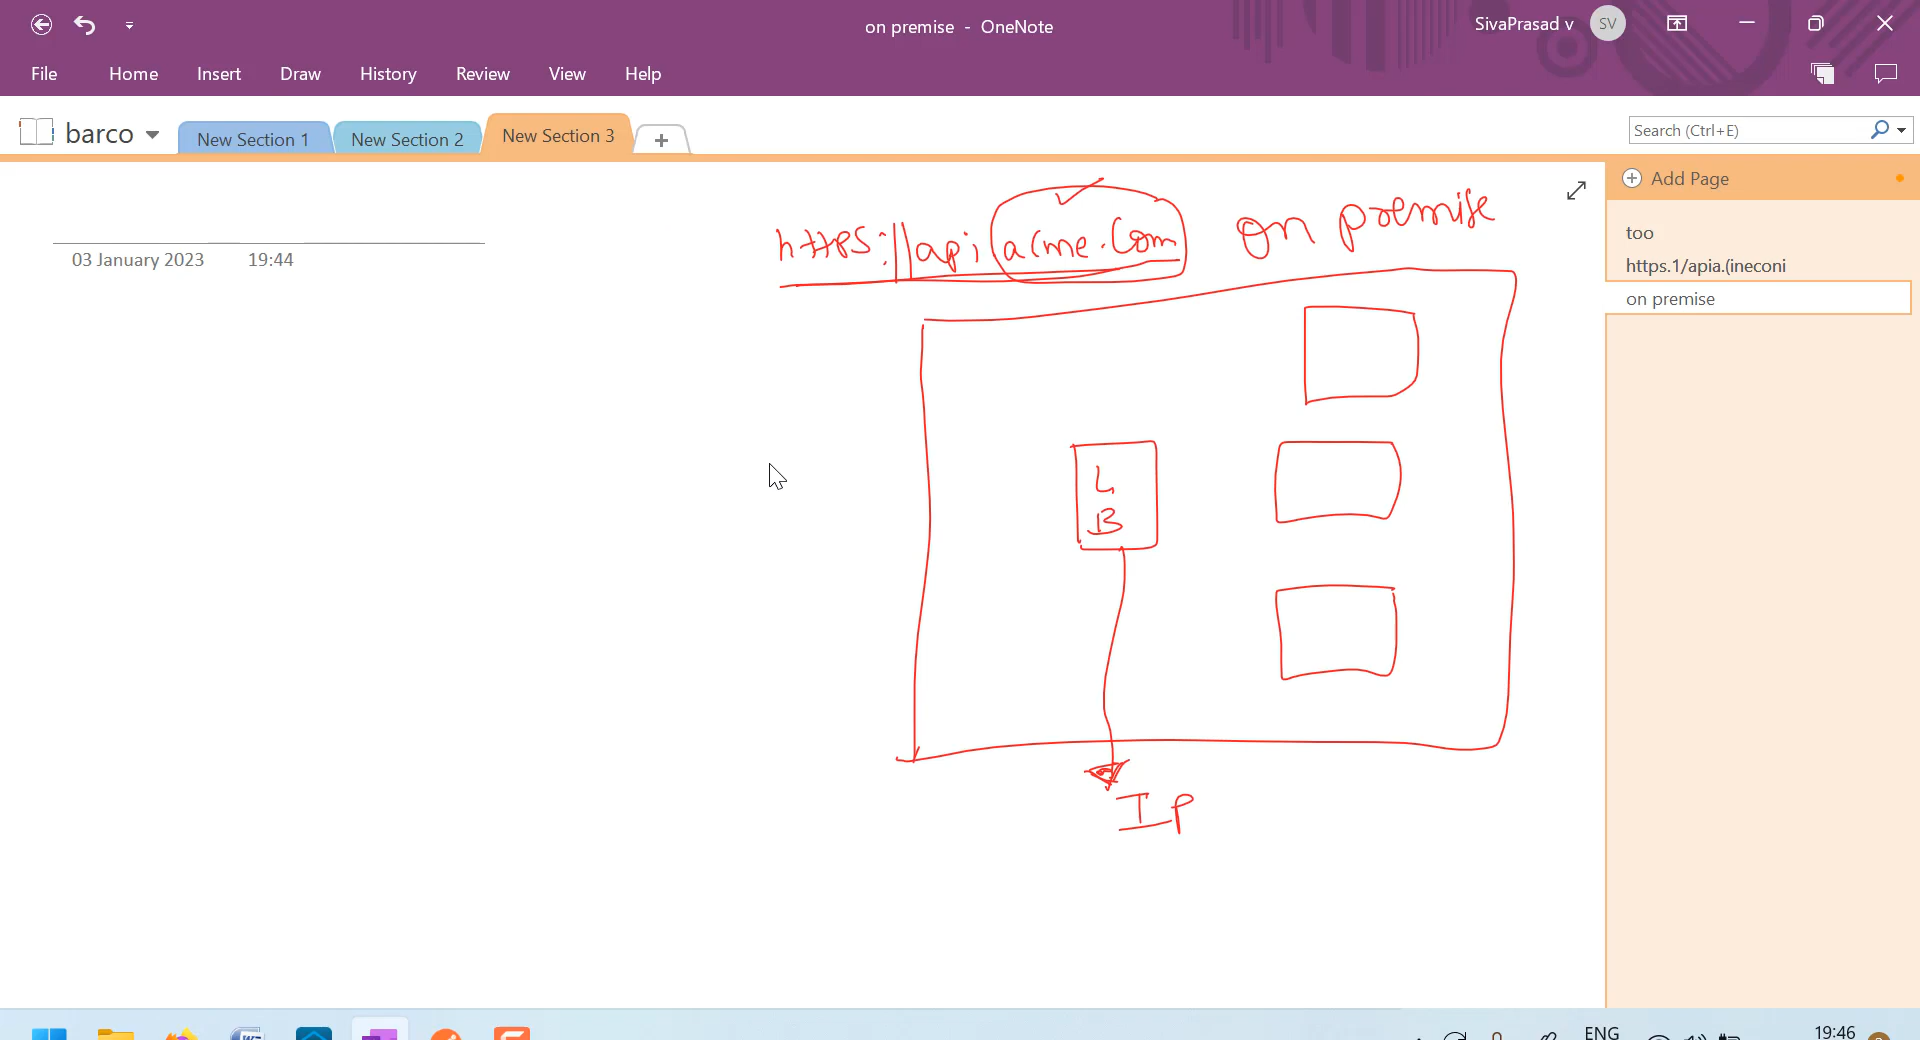 on premise - OneNote
SivaPrasad v
SV
File
Home
Insert
Draw
History
Review
View
Help
barco
New Section 1
New Section 2
New Section 3
Search (Ctrl+E)
Add Page
too
https.1/apia.(ineconi
on premise
03 January 2023
19:44
https://api acme.com
on premise
L
B
IP
ENG
19:46